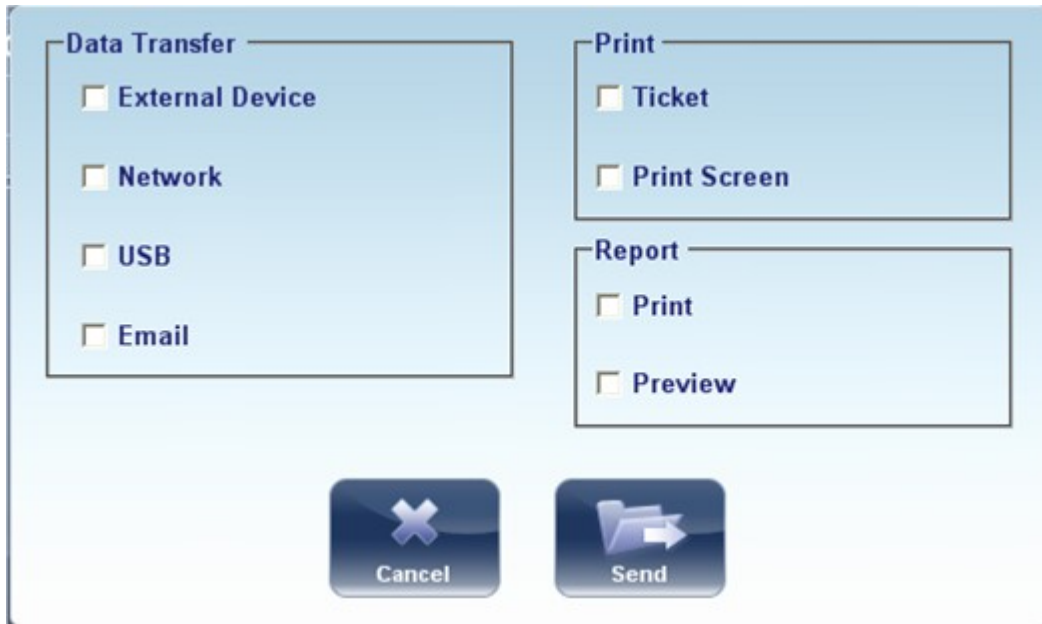 Data Transfer
External Device
Network
USB
Email
Print
Ticket
Print Screen
Report
Print
Preview
Cancel
Send